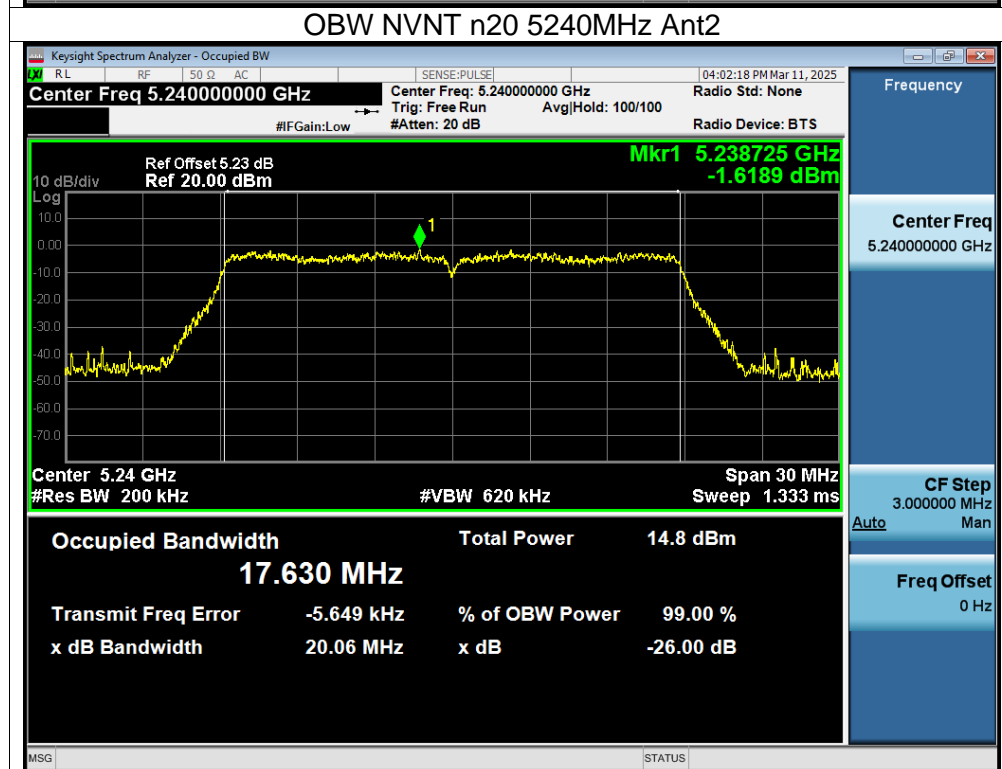 OBW NVNT n20 5240MHz Ant2
Keysight Spectrum Analyzer - Occupied BW
LXI RL RF 50 Ω AC SENSE:PULSE 04:02:18 PM Mar 11, 2025
Center Freq 5.240000000 GHz Center Freq: 5.240000000 GHz Radio Std: None
Trig: Free Run Avg|Hold: 100/100
#IFGain:Low #Atten: 20 dB Radio Device: BTS
Frequency
Ref Offset 5.23 dB Mkr1 5.238725 GHz
10 dB/div Ref 20.00 dBm -1.6189 dBm
Log
10.0
0.00
-10.0
-20.0
-30.0
-40.0
-50.0
-60.0
-70.0
1
Center 5.24 GHz Span 30 MHz
#Res BW 200 kHz #VBW 620 kHz Sweep 1.333 ms
Center Freq
5.240000000 GHz
CF Step
3.000000 MHz
Auto Man
Freq Offset
0 Hz
Occupied Bandwidth Total Power 14.8 dBm
17.630 MHz
Transmit Freq Error -5.649 kHz % of OBW Power 99.00 %
x dB Bandwidth 20.06 MHz x dB -26.00 dB
MSG STATUS